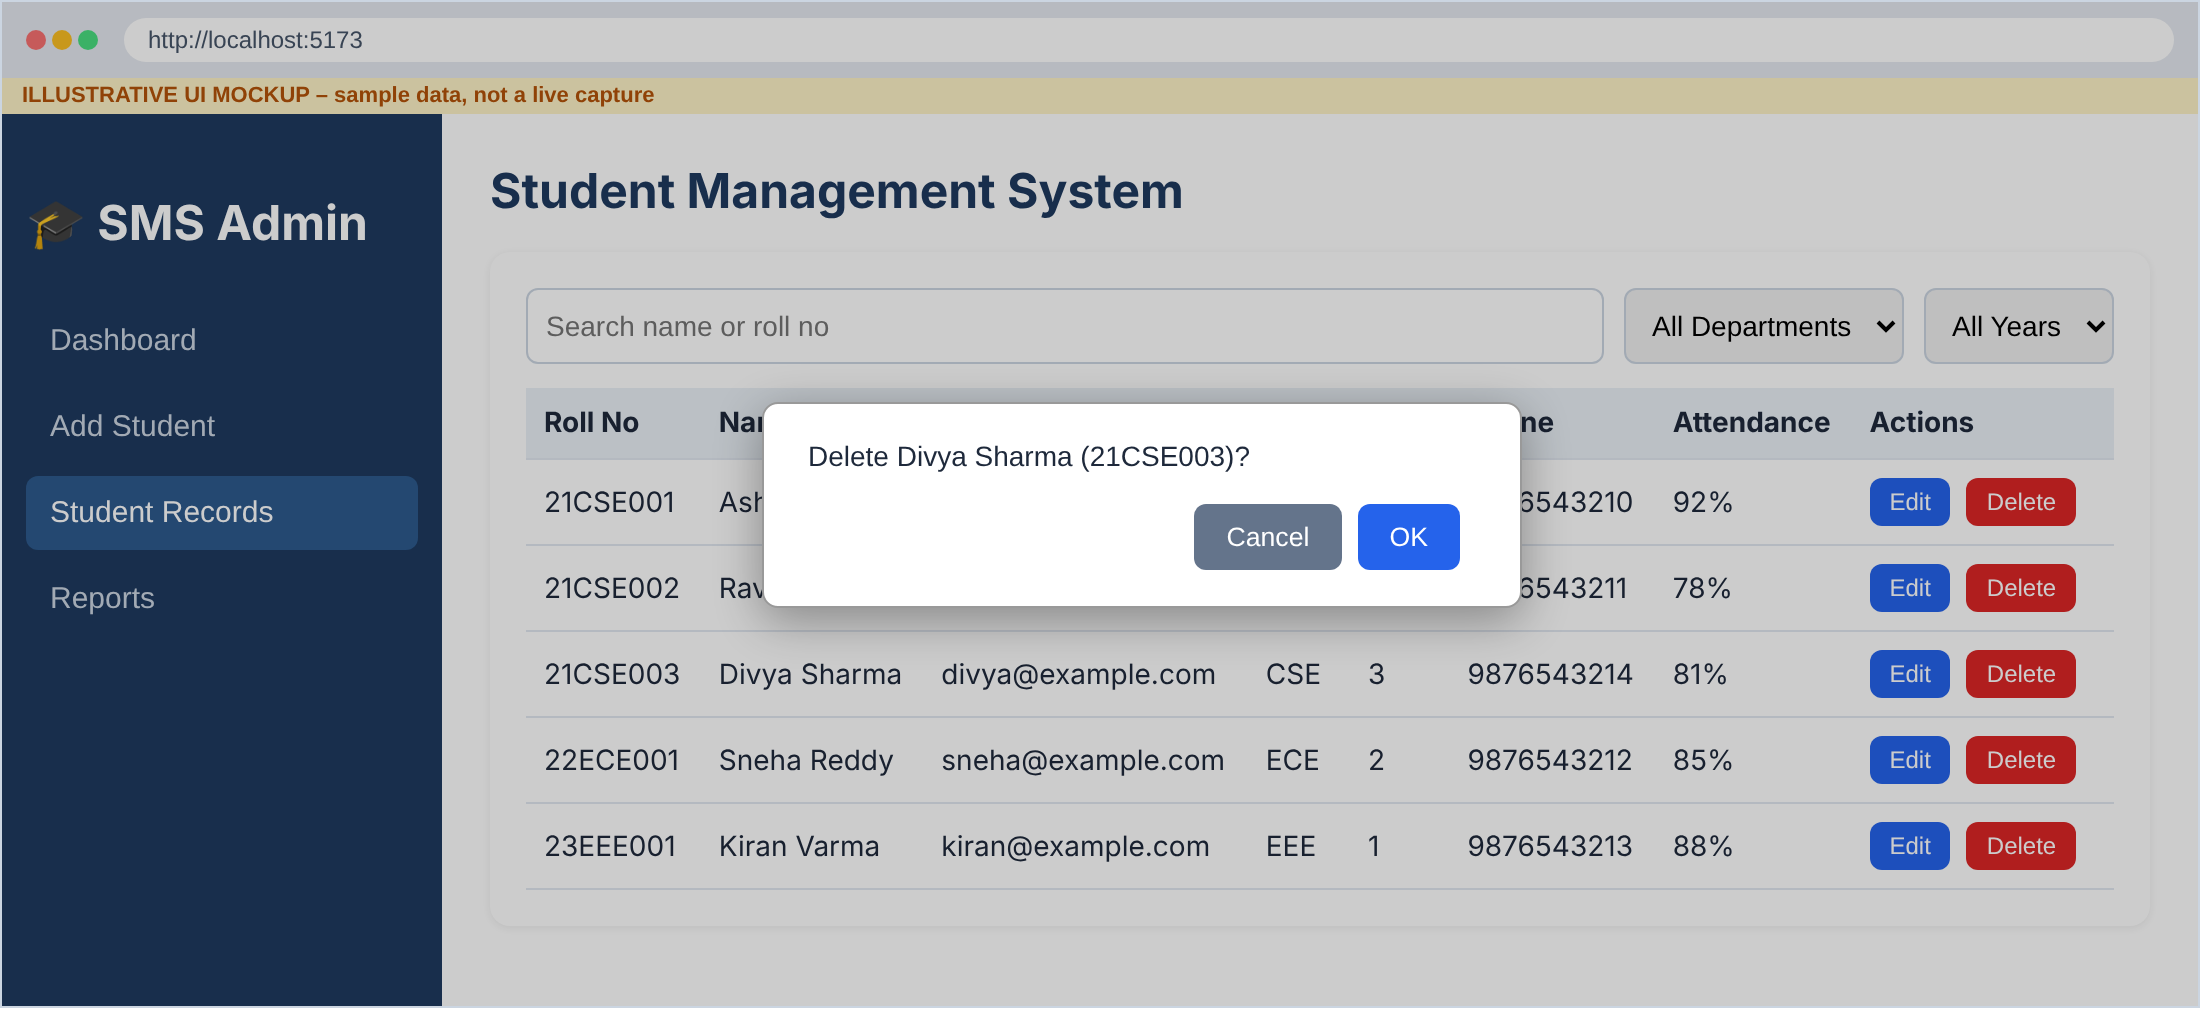 http://localhost:5173
ILLUSTRATIVE UI MOCKUP – sample data, not a live capture
SMS Admin
Dashboard
Add Student
Student Records
Reports
Student Management System
Search name or roll no All Departments All Years
Roll No Attendance Actions
Delete Divya Sharma (21CSE003)?
Cancel OK
21CSE001 92% Edit Delete
21CSE002 78% Edit Delete
21CSE003 Divya Sharma divya@example.com CSE 3 9876543214 81% Edit Delete
22ECE001 Sneha Reddy sneha@example.com ECE 2 9876543212 85% Edit Delete
23EEE001 Kiran Varma kiran@example.com EEE 1 9876543213 88% Edit Delete